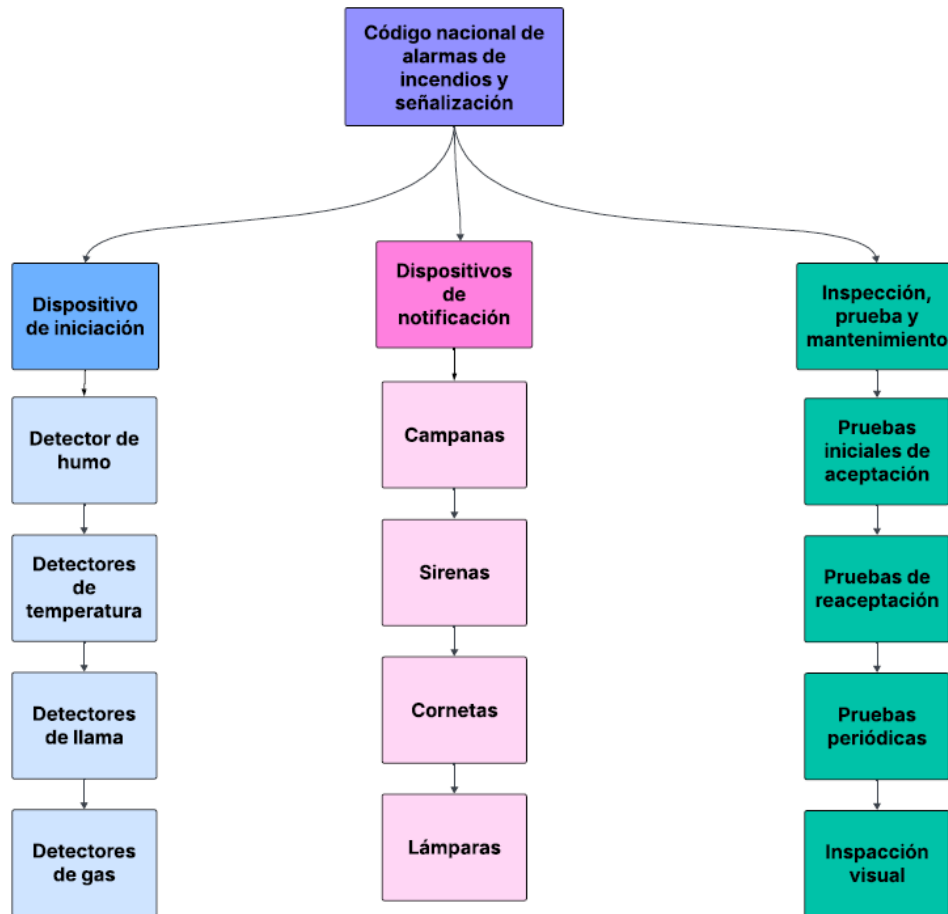 Código nacional de
alarmas de
incendios y
señalización
Dispositivo
de iniciación
Detector de
humo
Detectores
de
temperatura
Detectores
de llama
Detectores
de gas
Dispositivos
de
notificación
Campanas
Sirenas
Cornetas
Lámparas
Inspección,
prueba y
mantenimiento
Pruebas
iniciales de
aceptación
Pruebas de
reaceptación
Pruebas
periódicas
Inspacción
visual